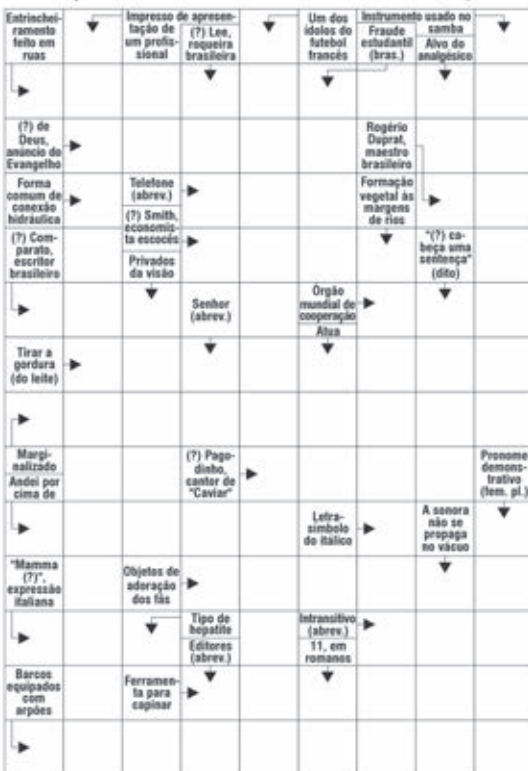 Entrinchei-
ramento
feito em
ruas
Impresso de apresen-
tação de
um profis-
sional
(?) Lee,
roqueira
brasileira
Um dos
ídolos do
futebol
francês
Instrumento usado no
samba
Fraude
estudantil
(bras.)
Alvo do
analgésico
(?) de
Deus,
anúncio do
Evangelho
Rogério
Duprat,
maestro
brasileiro
Forma
comum de
conexão
hidráulica
Telefone
(abrev.)
(?) Smith,
economis-
ta escocês
Formação
vegetal às
margens
de rios
(?) Com-
parato,
escritor
brasileiro
Privados
da visão
"(?) ca-
beça uma
sentença"
(dito)
Senhor
(abrev.)
Órgão
mundial de
cooperação
Atua
Tirar a
gordura
(do leite)
Margi-
nalizado
Andei por
cima de
(?) Pago-
dinho,
cantor de
"Caviar"
Pronome
demons-
trativo
(fem. pl.)
Letra-
símbolo
do itálico
A sonora
não se
propaga
no vácuo
"Mamma
(?)",
expressão
italiana
Objetos de
adoração
dos fãs
Tipo de
hepatite
Editores
(abrev.)
Intransitivo
(abrev.)
11, em
romanos
Barcos
equipados
com
arpões
Ferramen-
ta para
capinar